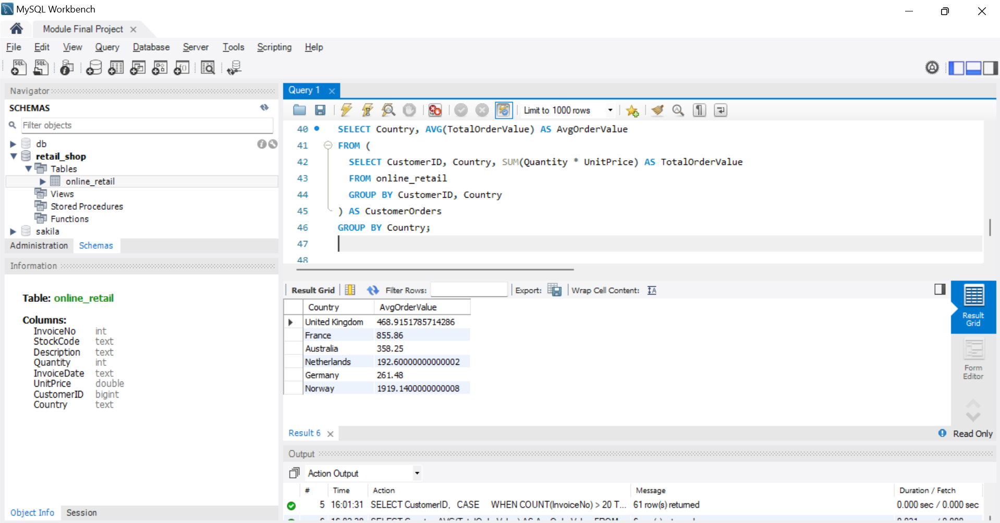 MySQL Workbench
Module Final Project
File Edit View Query Database Server Tools Scripting Help
Navigator
SCHEMAS
Filter objects
db
retail_shop
Tables
online_retail
Views
Stored Procedures
Functions
sakila
Administration Schemas
Information
Table: online_retail
Columns:
InvoiceNo int
StockCode text
Description text
Quantity int
InvoiceDate text
UnitPrice double
CustomerID bigint
Country text
Object Info Session
Query 1
Limit to 1000 rows
40 SELECT Country, AVG(TotalOrderValue) AS AvgOrderValue
41 FROM (
42 SELECT CustomerID, Country, SUM(Quantity * UnitPrice) AS TotalOrderValue
43 FROM online_retail
44 GROUP BY CustomerID, Country
45 ) AS CustomerOrders
46 GROUP BY Country;
47
48
Result Grid Filter Rows: Export: Wrap Cell Content:
Country AvgOrderValue
United Kingdom 468.9151785714286
France 855.86
Australia 358.25
Netherlands 192.60000000000002
Germany 261.48
Norway 1919.1400000000008
Result Grid
Form Editor
Result 6
Read Only
Output
Action Output
# Time Action Message Duration / Fetch
5 16:01:31 SELECT CustomerID, CASE WHEN COUNT(InvoiceNo) > 20 T... 61 row(s) returned 0.000 sec / 0.000 sec